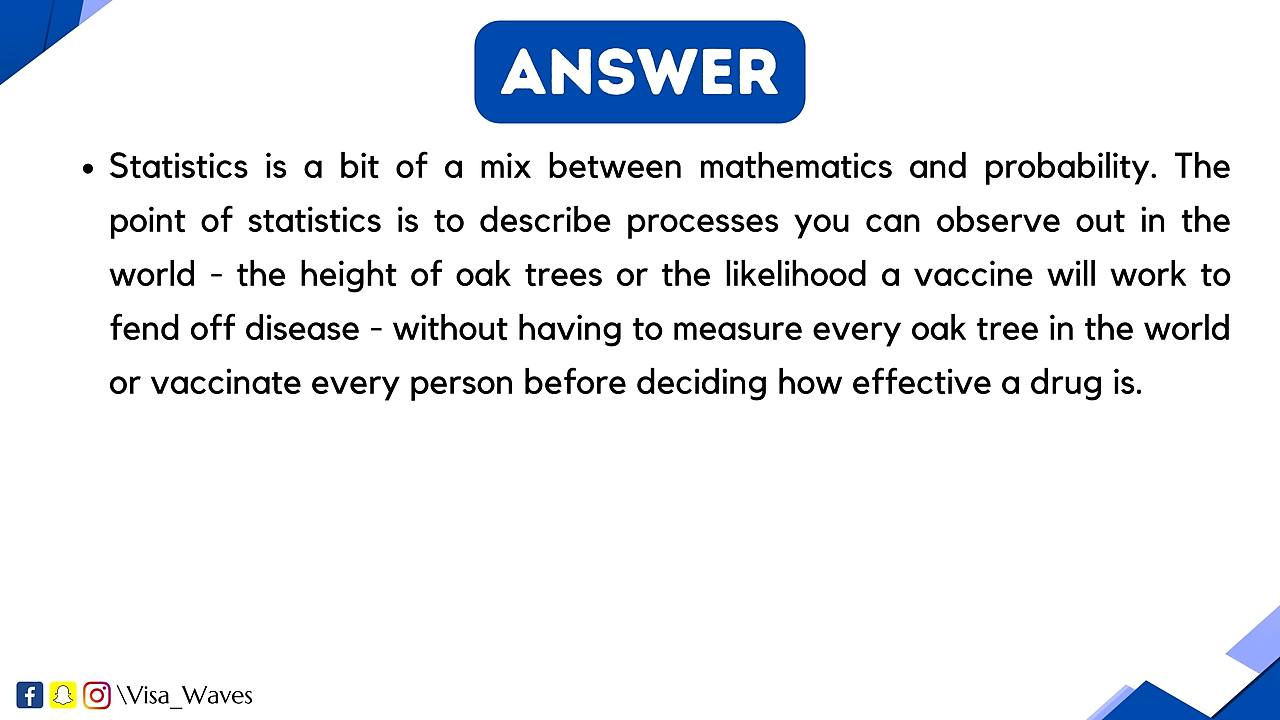 ANSWER
• Statistics is a bit of a mix between mathematics and probability. The
point of statistics is to describe processes you can observe out in the
world - the height of oak trees or the likelihood a vaccine will work to
fend off disease - without having to measure every oak tree in the world
or vaccinate every person before deciding how effective a drug is.
\Visa_Waves